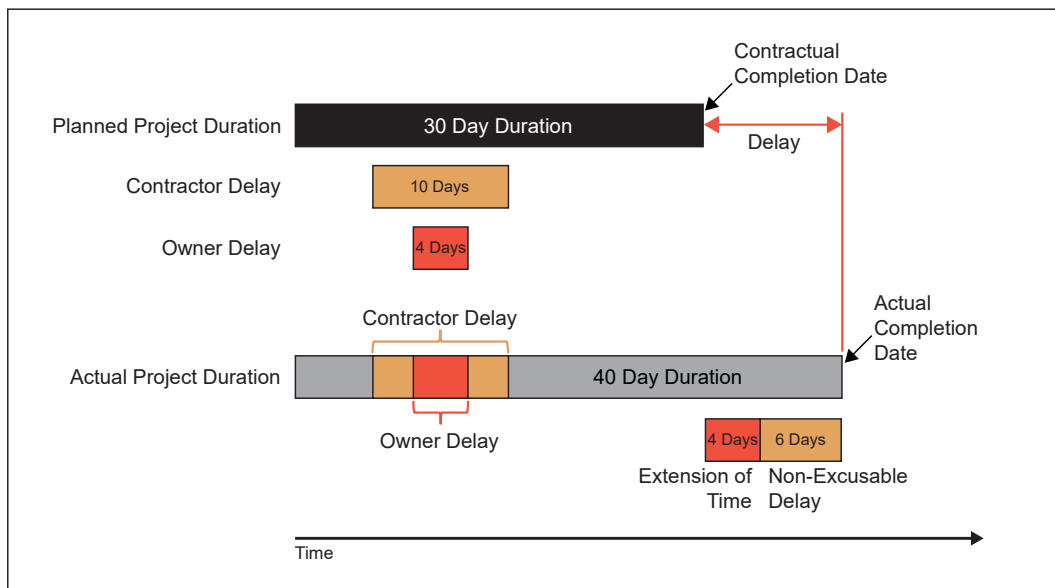 Contractual
Completion Date
Planned Project Duration
30 Day Duration
Delay
Contractor Delay
10 Days
Owner Delay
4 Days
Contractor Delay
Actual
Completion
Date
Actual Project Duration
40 Day Duration
Owner Delay
4 Days
6 Days
Extension of
Time
Non-Excusable
Delay
Time